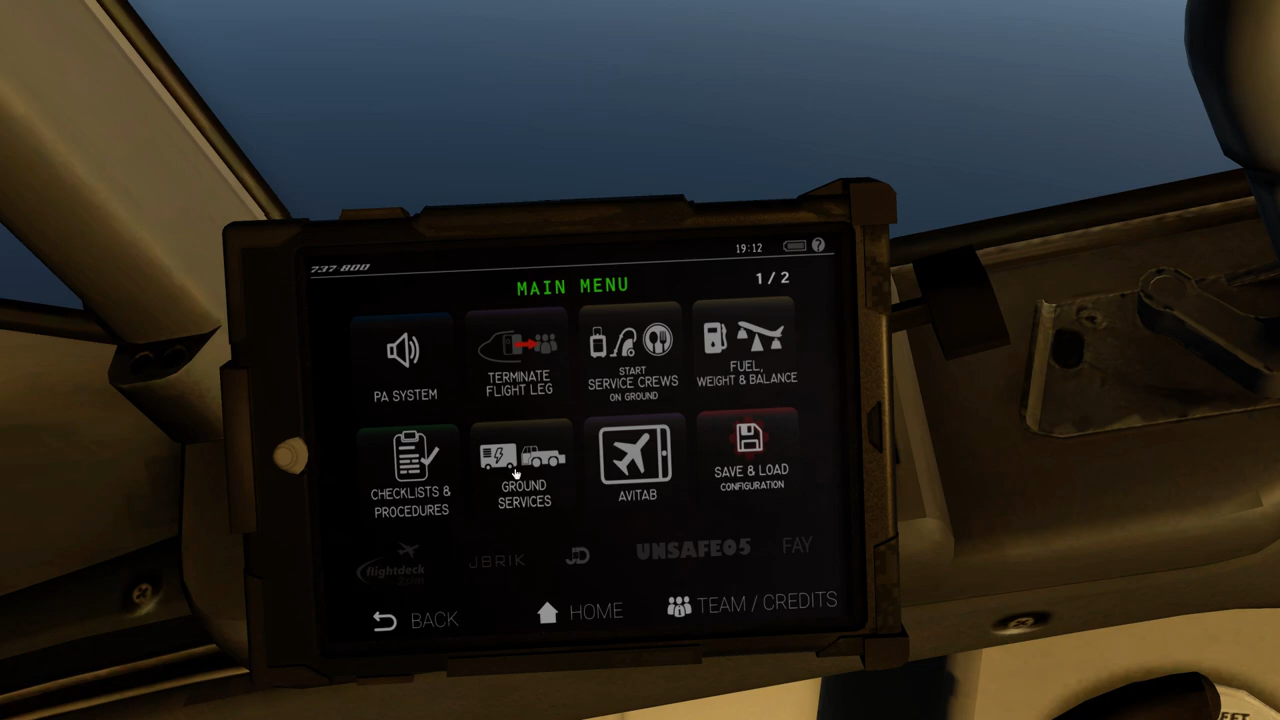 737-800
19:12
?
MAIN MENU
1 / 2
PA SYSTEM
TERMINATE
FLIGHT LEG
START
SERVICE CREWS
ON GROUND
FUEL,
WEIGHT & BALANCE
CHECKLISTS &
PROCEDURES
GROUND
SERVICES
AVITAB
SAVE & LOAD
CONFIGURATION
flightdeck
2sim
JBRIK
JD
UNSAFE05
FAY
BACK
HOME
TEAM / CREDITS